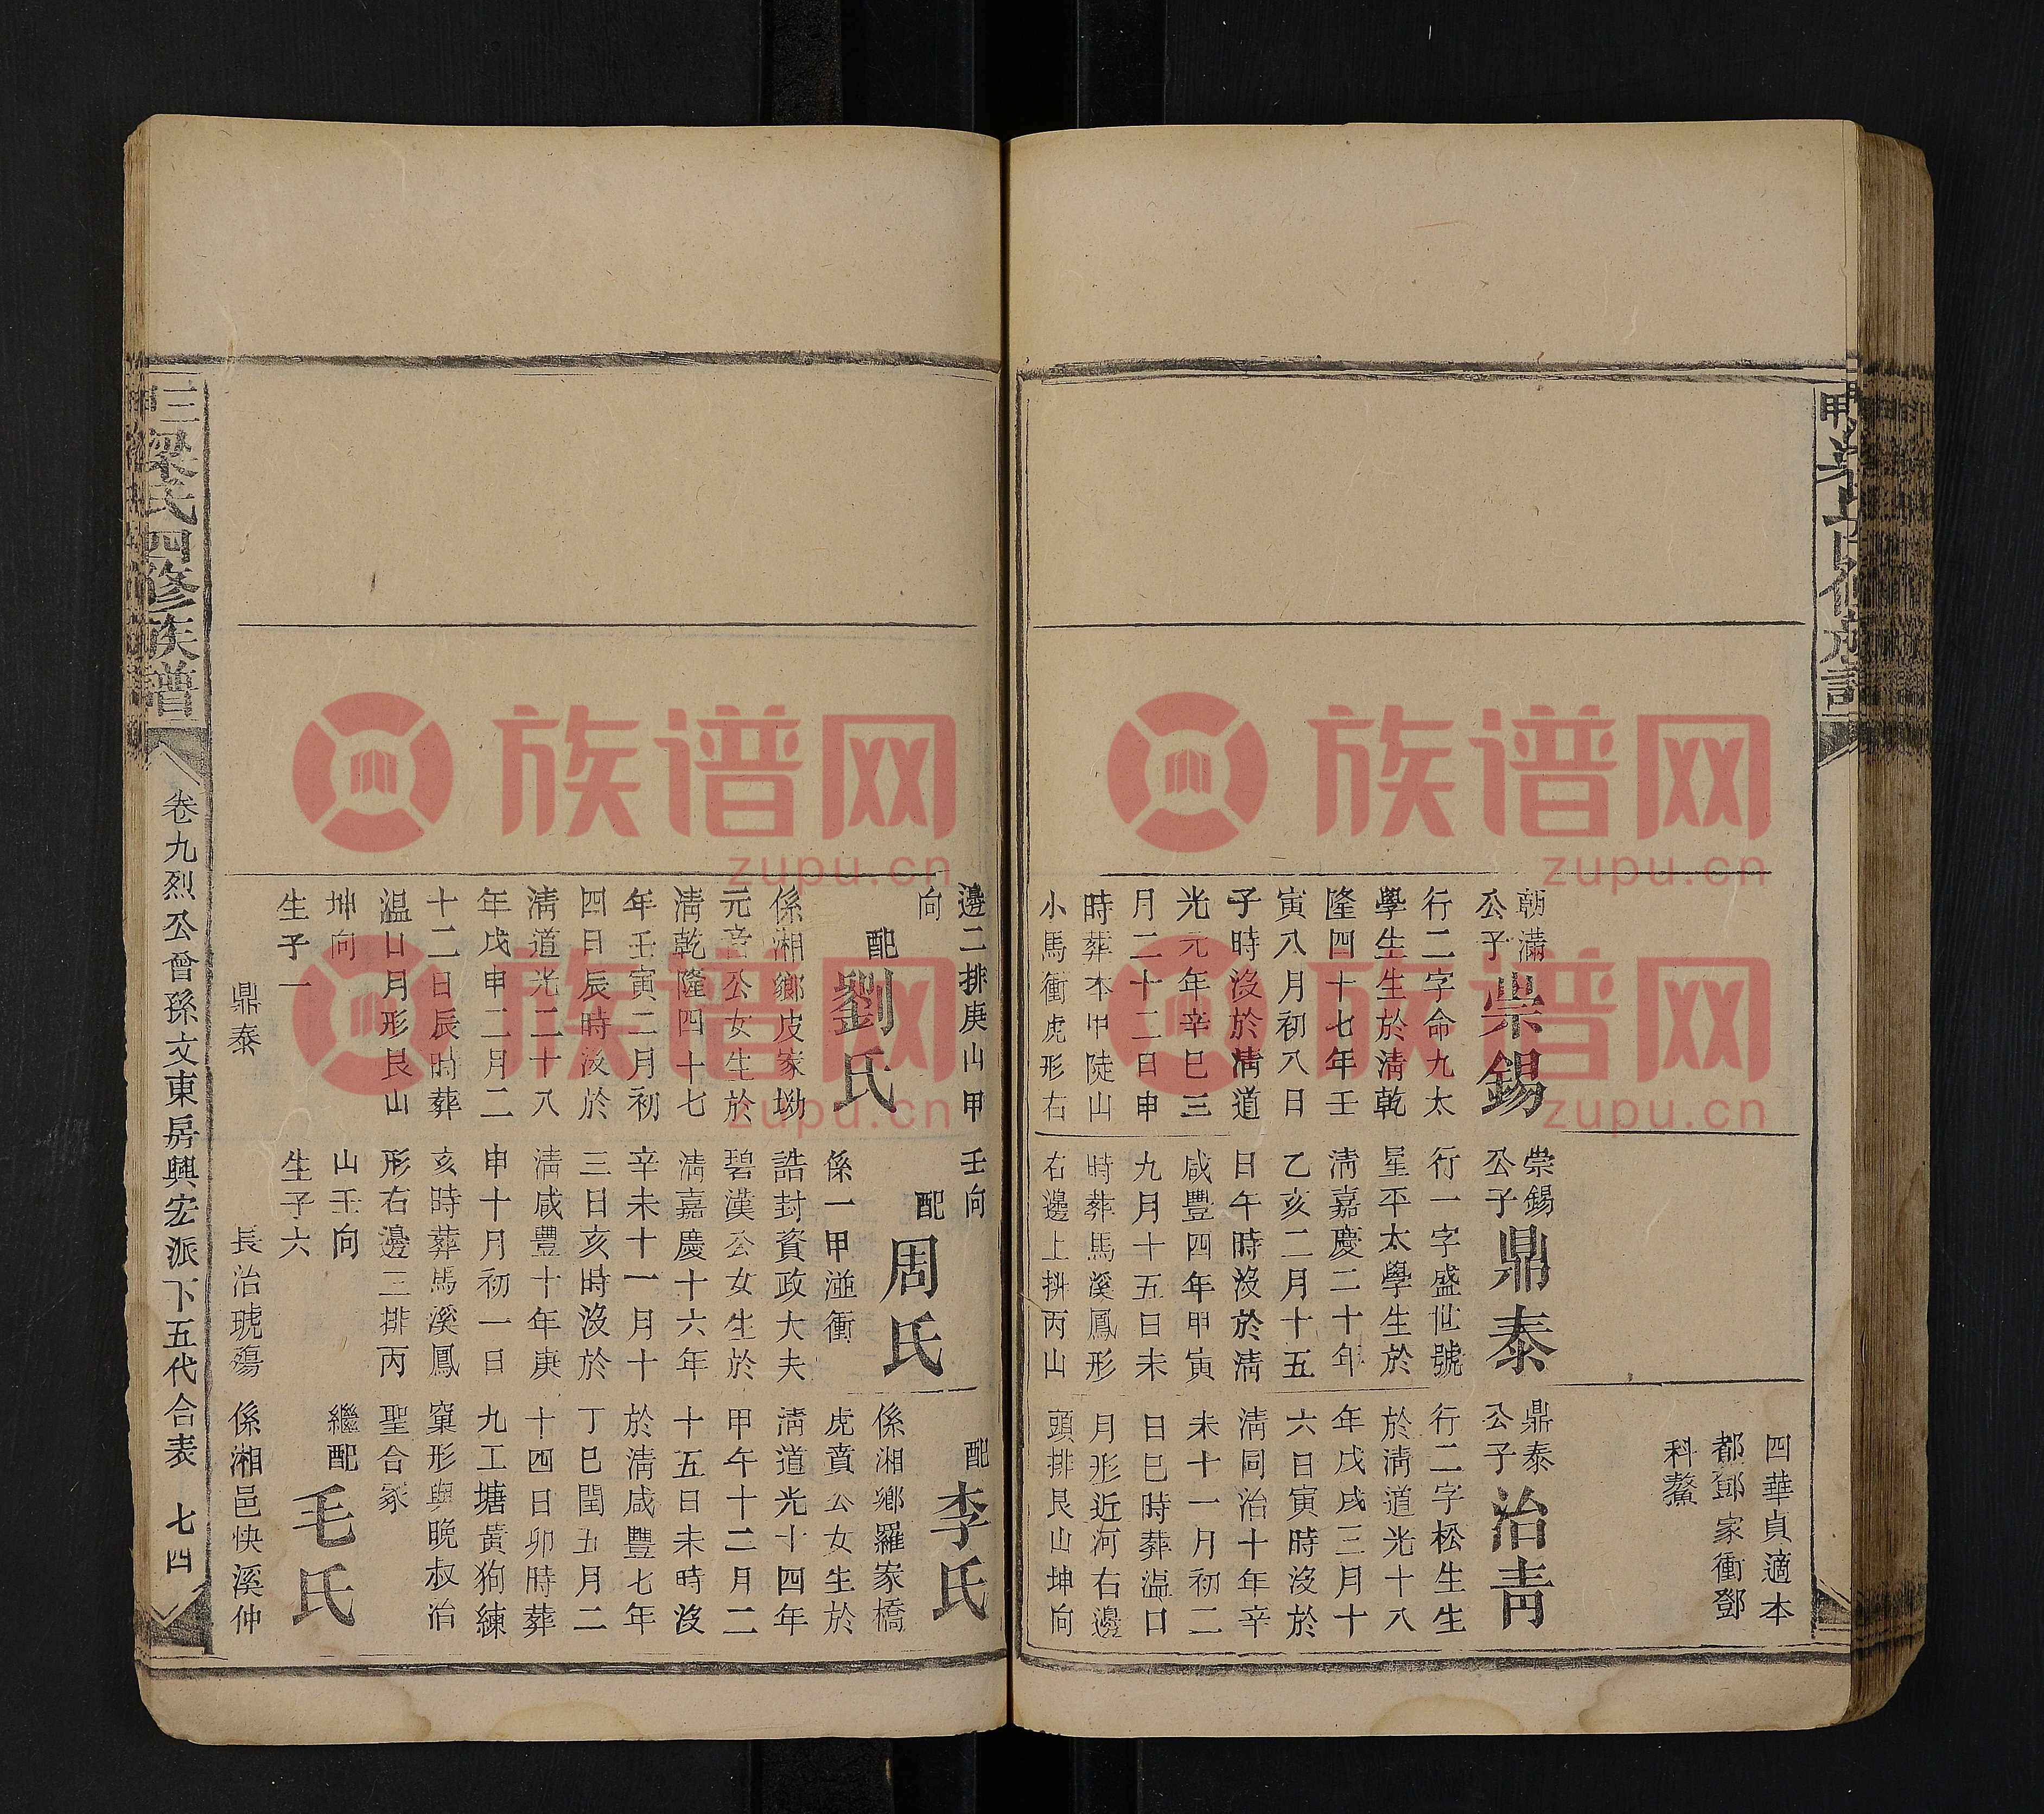 朝滿
公子
崇錫
行二字命九太
學生生於淸乾
隆四十七年壬
寅八月初八日
子時沒於淸道
光元年辛巳三
月二十二日申
時葬本甲陡山
小馬衝虎形右
崇錫
公子
鼎泰
行一字盛世號
星平太學生於
淸嘉慶二十年
乙亥二月十五
日午時沒於淸
咸豐四年甲寅
九月十五日未
時葬馬溪鳳形
右邊上排丙山
四華貞適本
都鄧家衝鄧
科鰲
鼎泰
公子
治靑
行二字松生生
於淸道光十八
年戊戌三月十
六日寅時沒於
淸同治十年辛
未十一月初二
日巳時葬温口
月形近河右邊
頭排艮山坤向
邊二排庚山甲
向
配
劉氏
係湘鄉皮家坳
元音公女生於
淸乾隆四十七
年壬寅二月初
四日辰時沒於
淸道光二十八
年戊申二月二
十二日辰時葬
温口月形艮山
坤向
生子一
鼎泰
壬向
配
周氏
係一甲溢衝
誥封資政大夫
碧漢公女生於
淸嘉慶十六年
辛未十一月十
三日亥時沒於
淸咸豐十年庚
申十月初一日
亥時葬馬溪鳳
形右邊三排丙
山壬向
生子六
長治琥殤
配
李氏
係湘鄉羅家橋
虎賁公女生於
淸道光十四年
甲午十二月二
十五日未時沒
於淸咸豐七年
丁巳閏五月二
十四日卯時葬
九工塘黃狗練
窠形與晚叔治
聖合冢
繼配
毛氏
係湘邑快溪仲
三甲梁氏四修族譜
卷九烈公曾孫文東房興宏派下五代合表
七四